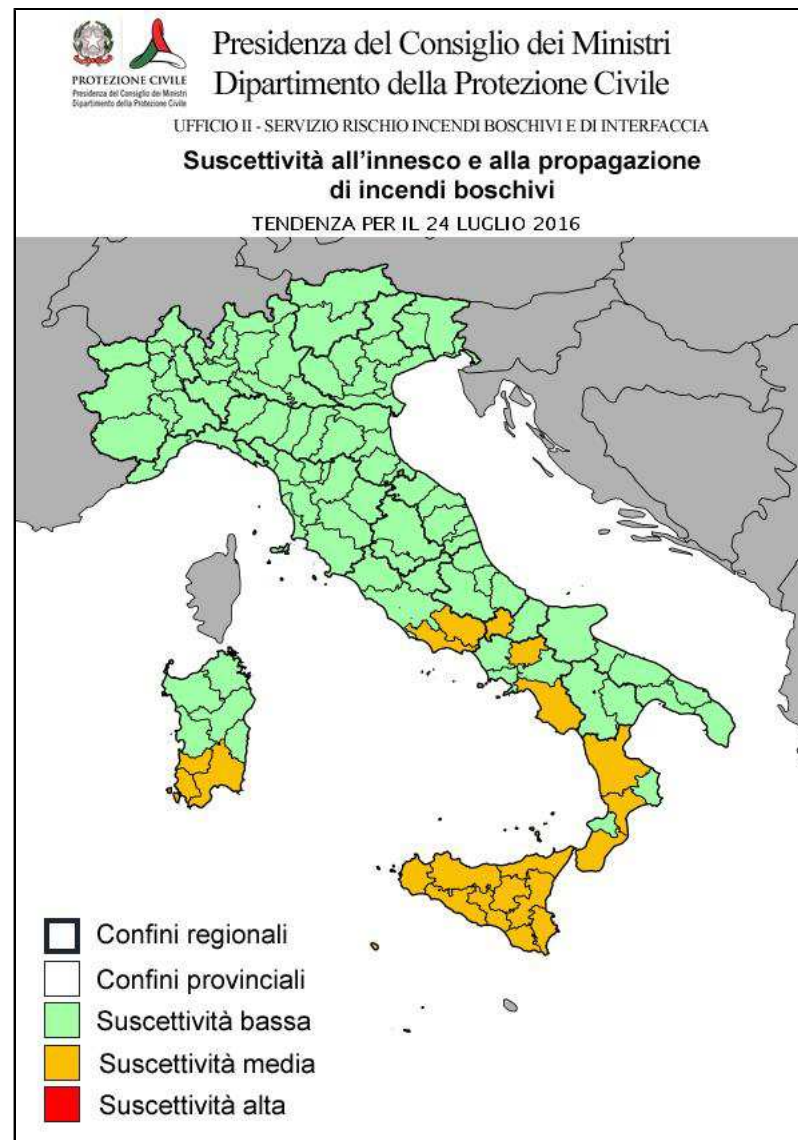 Presidenza del Consiglio dei Ministri
Dipartimento della Protezione Civile
PROTEZIONE CIVILE
Presidenza del Consiglio dei Ministri
Dipartimento della Protezione Civile
UFFICIO II - SERVIZIO RISCHIO INCENDI BOSCHIVI E DI INTERFACCIA
Suscettività all'innesco e alla propagazione
di incendi boschivi
TENDENZA PER IL 24 LUGLIO 2016
Confini regionali
Confini provinciali
Suscettività bassa
Suscettività media
Suscettività alta